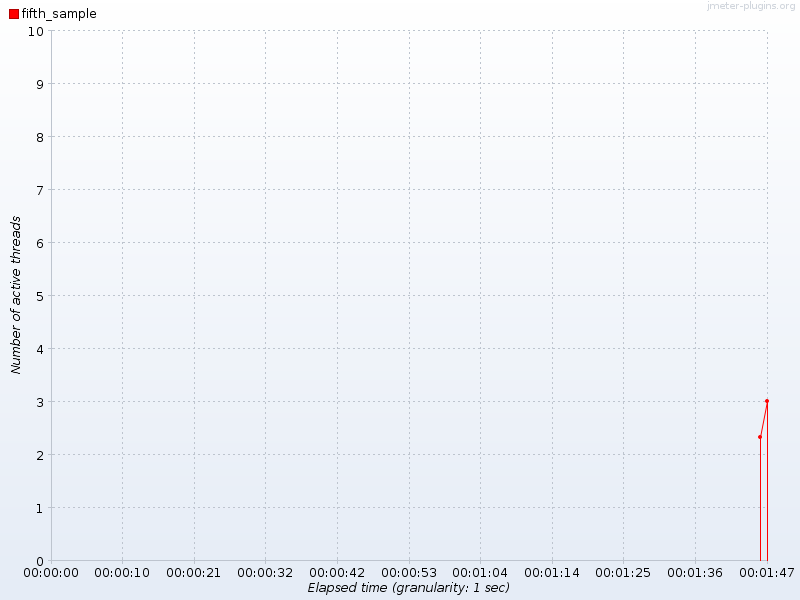 fifth_sample
jmeter-plugins.org
10
9
8
7
6
5
4
3
2
1
0
Number of active threads
00:00:00 00:00:10 00:00:21 00:00:32 00:00:42 00:00:53 00:01:04 00:01:14 00:01:25 00:01:36 00:01:47
Elapsed time (granularity: 1 sec)